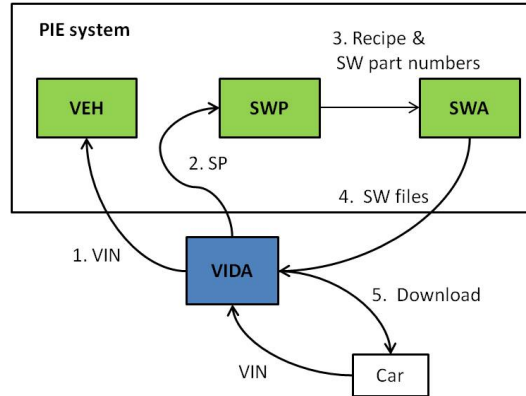 PIE system
3. Recipe &
SW part numbers
VEH
SWP
SWA
2. SP
4. SW files
1. VIN
VIDA
5. Download
VIN
Car